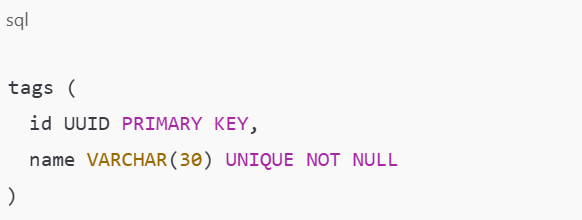 sql
tags (
id UUID PRIMARY KEY,
name VARCHAR(30) UNIQUE NOT NULL
)